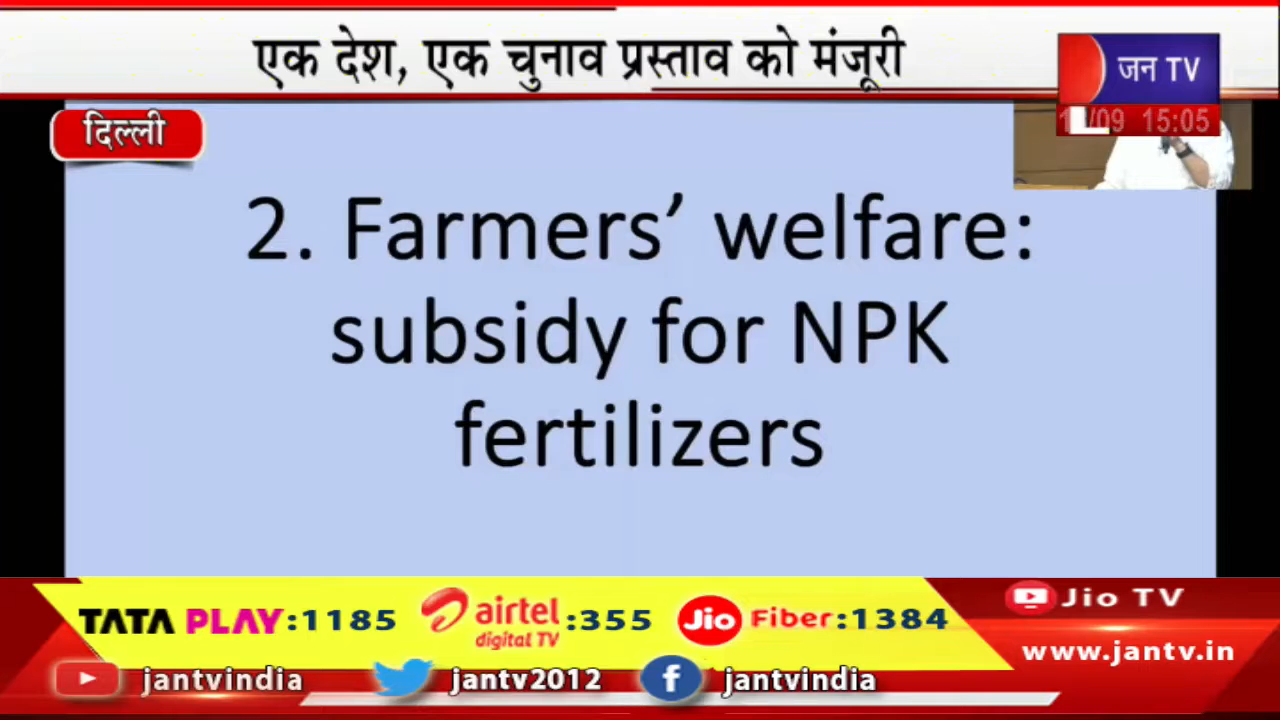 एक देश, एक चुनाव प्रस्ताव को मंजूरी
जन TV
/09 15:05
दिल्ली
2. Farmers’ welfare:
subsidy for NPK
fertilizers
TATA PLAY:1185 airtel digital TV:355 Jio Fiber:1384
Jio TV
www.jantv.in
jantvindia jantv2012 jantvindia